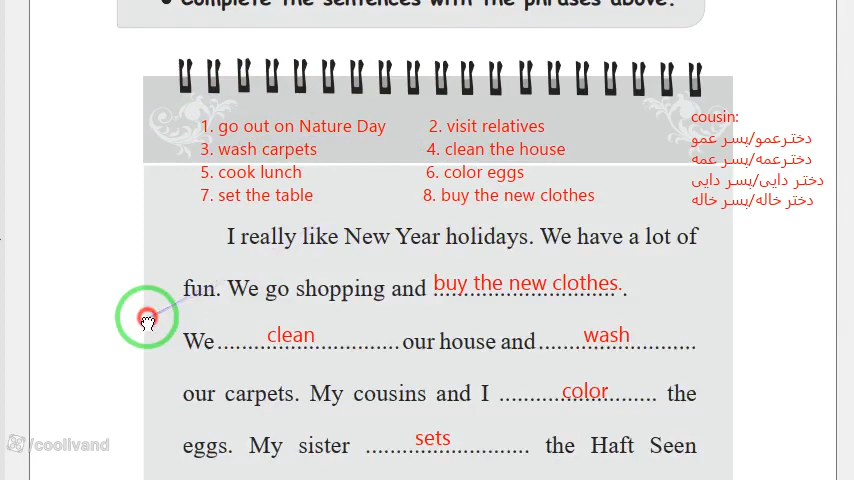 • Complete the sentences with the phrases above.
1. go out on Nature Day 2. visit relatives
3. wash carpets 4. clean the house
5. cook lunch 6. color eggs
7. set the table 8. buy the new clothes
cousin:
دخترعمو/پسر عمو
دخترعمه/پسر عمه
دختر دایی/پسر دایی
دختر خاله/پسر خاله
I really like New Year holidays. We have a lot of
fun. We go shopping and buy the new clothes. .
We clean our house and wash
our carpets. My cousins and I color the
eggs. My sister sets the Haft Seen
/coolivand